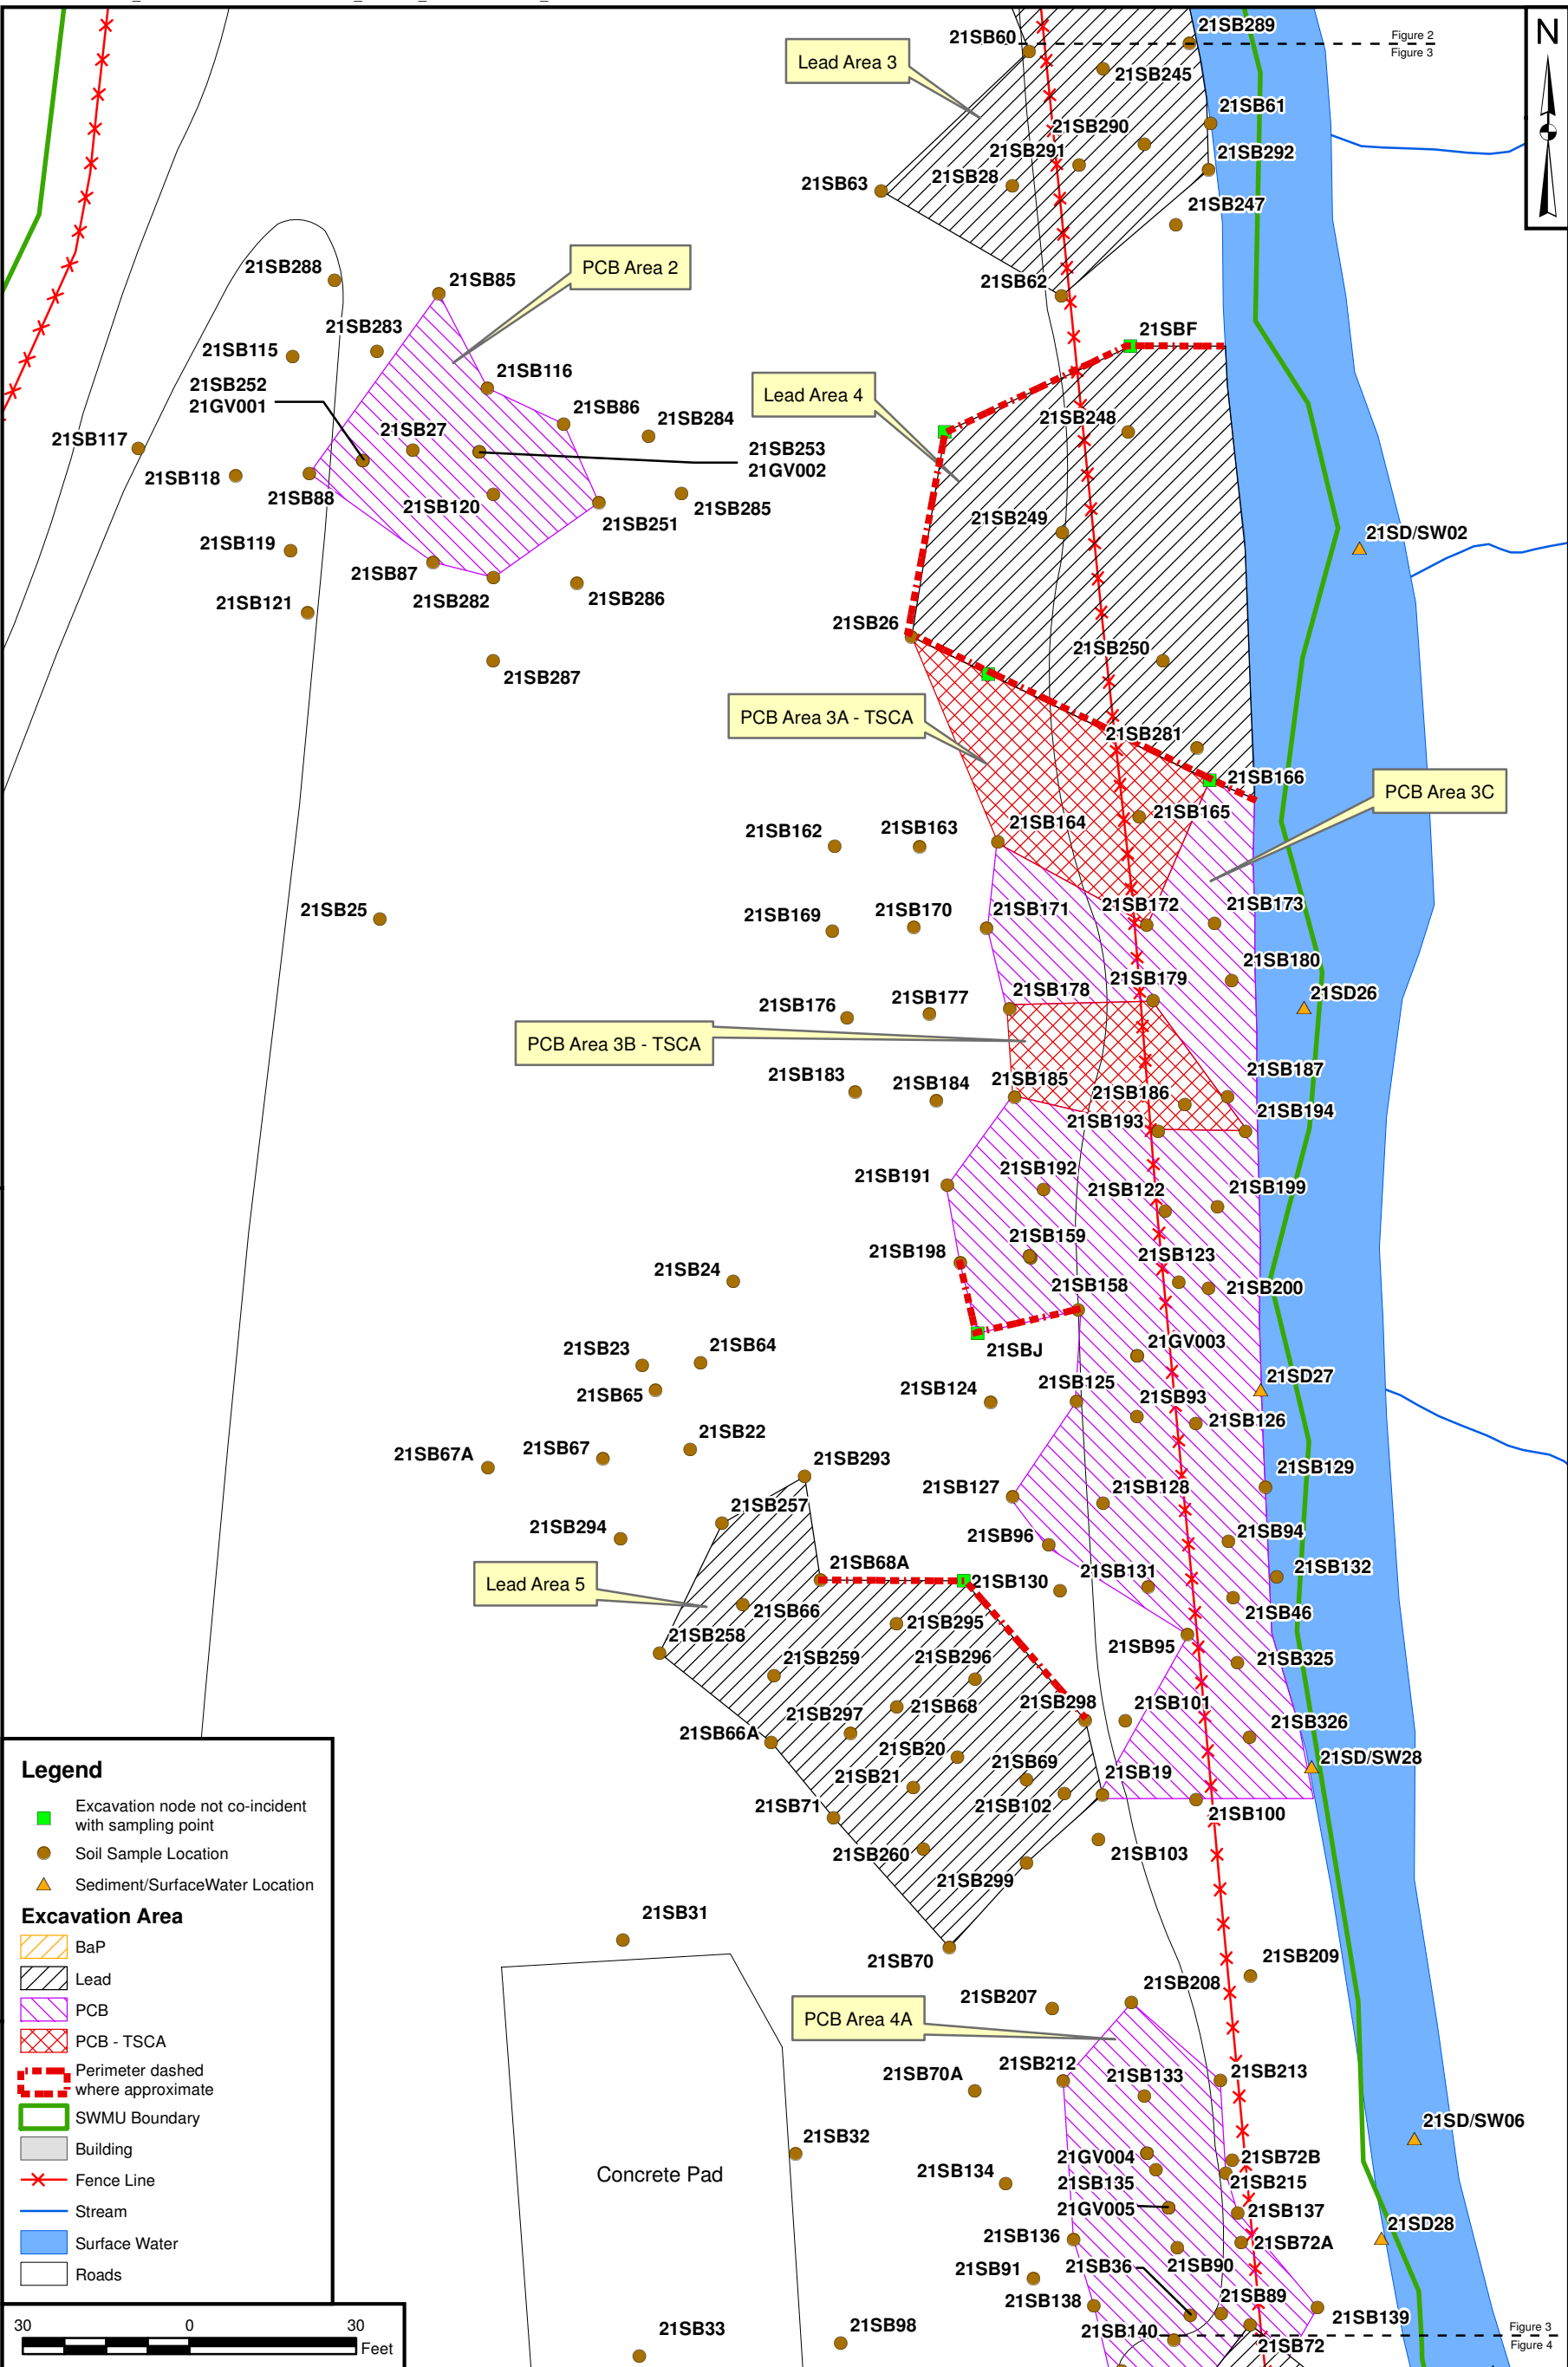 21SB60
21SB289
Figure 2
Figure 3
N
Lead Area 3
21SB245
21SB61
21SB290
21SB291
21SB292
21SB28
21SB63
21SB247
21SB288
21SB85
PCB Area 2
21SB62
21SB283
21SBF
21SB115
21SB252
21GV001
21SB116
Lead Area 4
21SB86
21SB284
21SB248
21SB117
21SB27
21SB253
21GV002
21SB118
21SB88
21SB120
21SB251
21SB285
21SB249
21SD/SW02
21SB119
21SB87
21SB282
21SB286
21SB121
21SB26
21SB250
21SB287
PCB Area 3A - TSCA
21SB281
21SB166
PCB Area 3C
21SB165
21SB164
21SB162
21SB163
21SB25
21SB169
21SB170
21SB171
21SB172
21SB173
21SB180
21SB179
21SB178
21SD26
21SB176
21SB177
PCB Area 3B - TSCA
21SB187
21SB183
21SB184
21SB185
21SB186
21SB194
21SB193
21SB191
21SB192
21SB122
21SB199
21SB159
21SB123
21SB198
21SB24
21SB200
21SB158
21SBJ
21GV003
21SB23
21SB64
21SD27
21SB65
21SB124
21SB125
21SB93
21SB126
21SB22
21SB67A
21SB67
21SB293
21SB129
21SB127
21SB128
21SB257
21SB294
21SB96
21SB94
21SB68A
21SB130
21SB131
21SB132
Lead Area 5
21SB66
21SB46
21SB295
21SB258
21SB95
21SB259
21SB296
21SB325
21SB298
21SB101
21SB68
21SB297
21SB66A
21SB326
21SB20
21SD/SW28
21SB69
21SB19
21SB21
21SB102
21SB71
21SB100
21SB260
21SB103
21SB299
21SB31
21SB70
21SB209
21SB208
21SB207
PCB Area 4A
21SB70A
21SB212
21SB133
21SB213
21SD/SW06
21SB32
21GV004
21SB72B
Concrete Pad
21SB134
21SB135
21SB215
21GV005
21SB137
21SD28
21SB136
21SB72A
21SB91
21SB36
21SB90
21SB138
21SB89
21SB139
21SB33
21SB98
21SB140
21SB72
Figure 3
Figure 4
Legend
Excavation node not co-incident
with sampling point
Soil Sample Location
Sediment/SurfaceWater Location
Excavation Area
BaP
Lead
PCB
PCB - TSCA
Perimeter dashed
where approximate
SWMU Boundary
Building
Fence Line
Stream
Surface Water
Roads
30 0 30
Feet